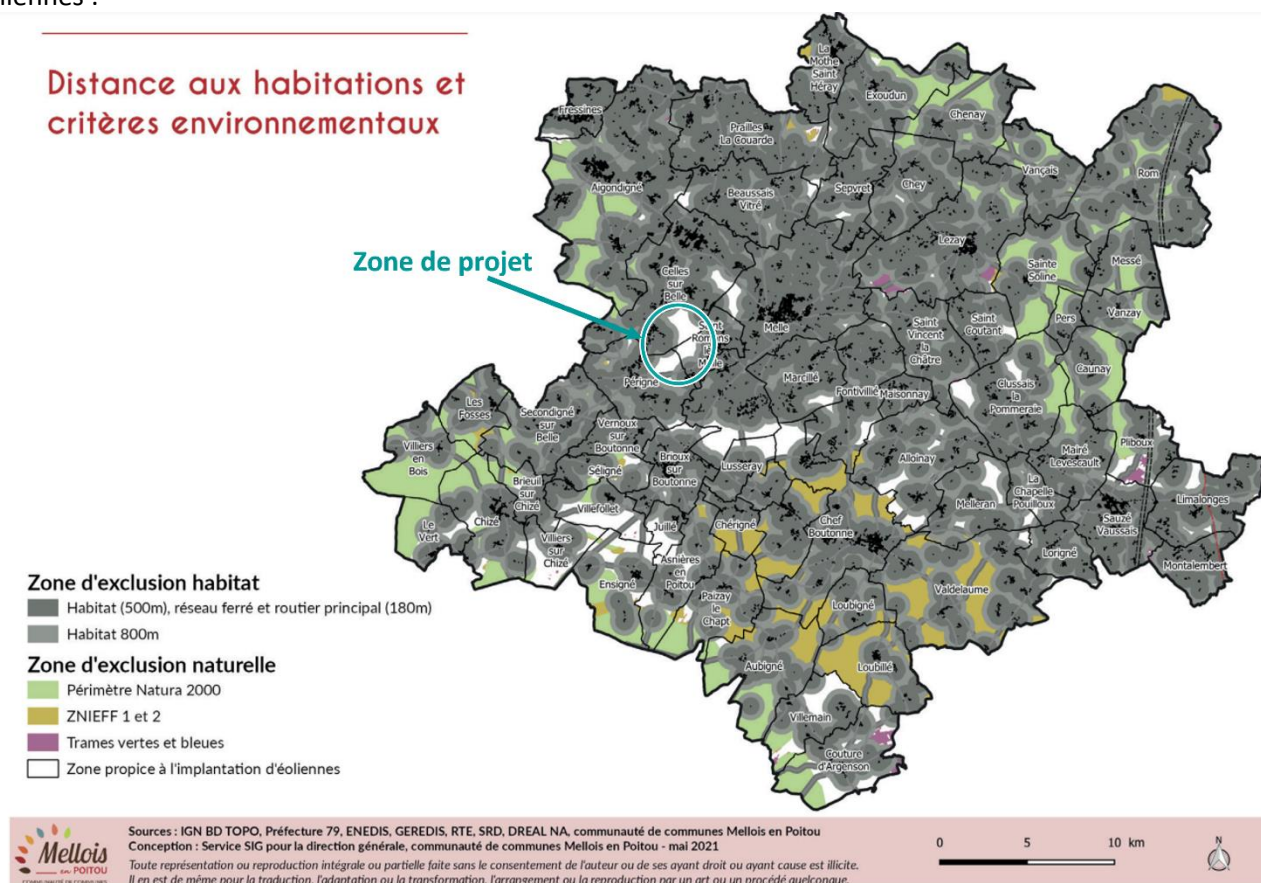 Distance aux habitations et
critères environnementaux
La
Mothe
Saint
Héray
Exoudun
Fressines
Chenay
Prailles
La Couarde
Vançais
Rom
Aigondigné
Beaussais
Vitré
Sepvret
Chey
Lezay
Zone de projet
Celles
sur
Belle
Sainte
Soline
Messé
Melle
Saint
Romans
lès
Melle
Saint
Vincent
la
Châtre
Saint
Coutant
Pers
Vanzay
Périgné
Marcillé
Fontivillié
Maisonnay
Clussais
la
Pommeraie
Caunay
Les
Fosses
Secondigné
sur
Belle
Vernoux
sur
Boutonne
Villiers
en
Bois
Brioux
sur
Boutonne
Lusseray
Alloinay
Mairé
Levescault
Pliboux
Séligné
Brieuil
sur
Chizé
Villefollet
Melleran
La
Chapelle
Pouilloux
Limalonges
Le
Vert
Chizé
Villiers
sur
Chizé
Juillé
Chérigné
Chef
Boutonne
Sauzé
Vaussais
Asnières
en
Poitou
Lorigné
Montalembert
Ensigné
Paizay
le
Chapt
Loubigné
Valdelaume
Aubigné
Loubillé
Villemain
Couture
d'Argenson
Zone d'exclusion habitat
Habitat (500m), réseau ferré et routier principal (180m)
Habitat 800m
Zone d'exclusion naturelle
Périmètre Natura 2000
ZNIEFF 1 et 2
Trames vertes et bleues
Zone propice à l'implantation d'éoliennes
Mellois
en POITOU
COMMUNAUTÉ DE COMMUNES
Sources : IGN BD TOPO, Préfecture 79, ENEDIS, GEREDIS, RTE, SRD, DREAL NA, communauté de communes Mellois en Poitou
Conception : Service SIG pour la direction générale, communauté de communes Mellois en Poitou - mai 2021
Toute représentation ou reproduction intégrale ou partielle faite sans le consentement de l'auteur ou de ses ayant droit ou ayant cause est illicite.
Il en est de même pour la traduction, l'adaptation ou la transformation, l'arrangement ou la reproduction par un art ou un procédé quelconque.
0 5 10 km
N